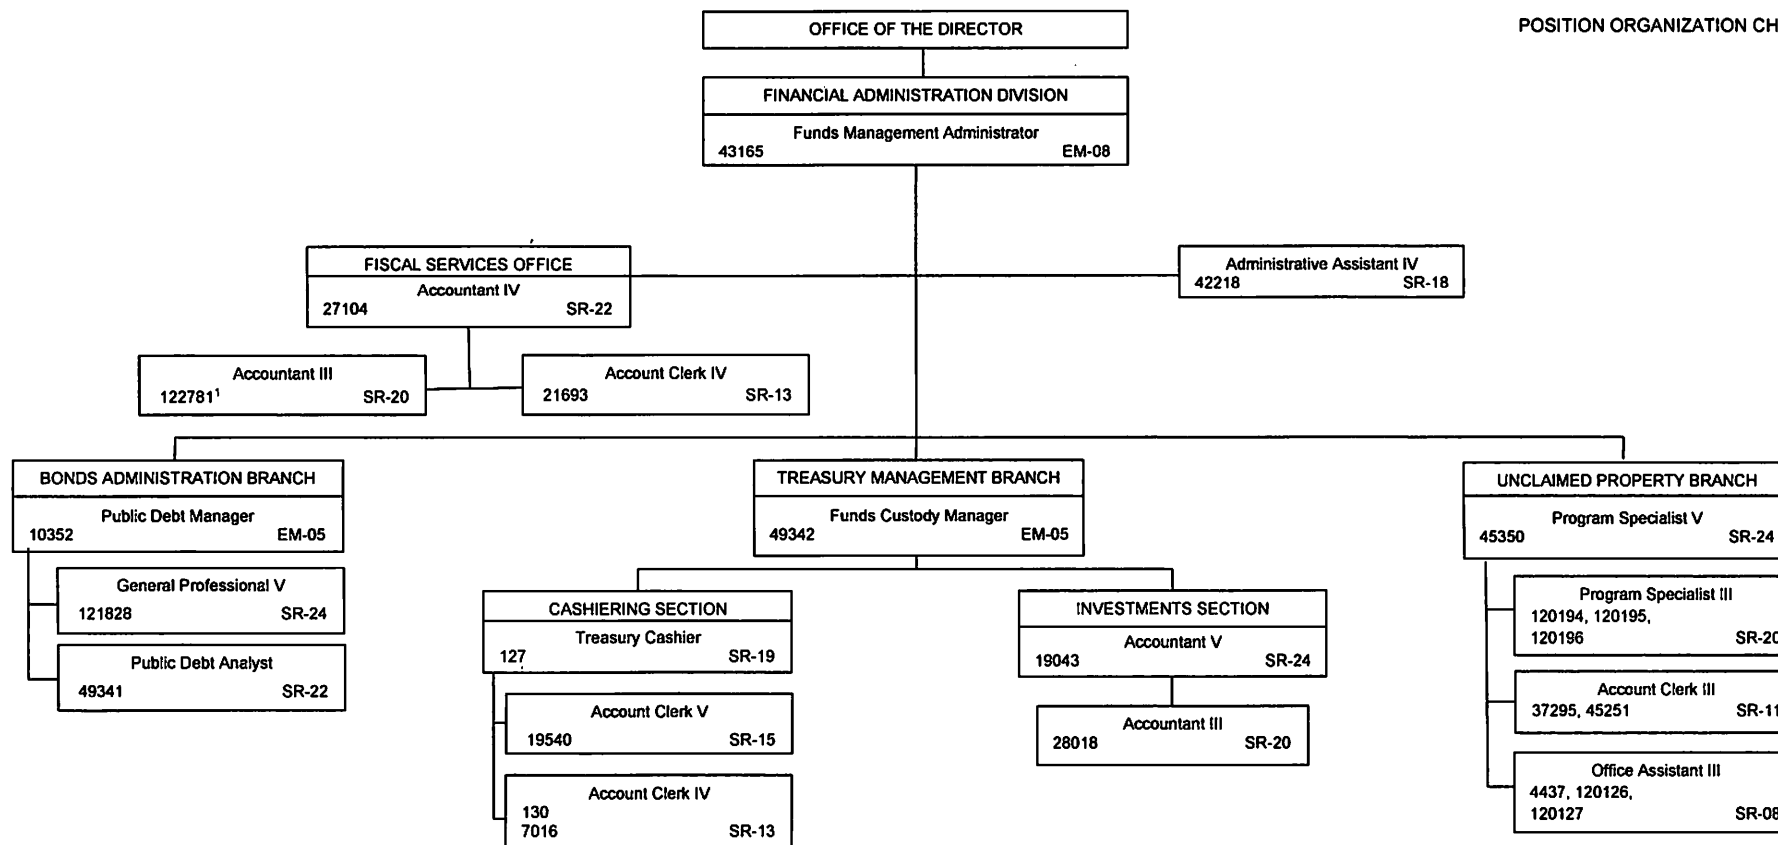 POSITION ORGANIZATION CH
OFFICE OF THE DIRECTOR
FINANCIAL ADMINISTRATION DIVISION
Funds Management Administrator
43165 EM-08
FISCAL SERVICES OFFICE
Accountant IV
27104 SR-22
Administrative Assistant IV
42218 SR-18
Accountant III
122781¹ SR-20
Account Clerk IV
21693 SR-13
BONDS ADMINISTRATION BRANCH
Public Debt Manager
10352 EM-05
General Professional V
121828 SR-24
Public Debt Analyst
49341 SR-22
TREASURY MANAGEMENT BRANCH
Funds Custody Manager
49342 EM-05
CASHIERING SECTION
Treasury Cashier
127 SR-19
Account Clerk V
19540 SR-15
Account Clerk IV
130
7016 SR-13
INVESTMENTS SECTION
Accountant V
19043 SR-24
Accountant III
28018 SR-20
UNCLAIMED PROPERTY BRANCH
Program Specialist V
45350 SR-24
Program Specialist III
120194, 120195,
120196 SR-20
Account Clerk III
37295, 45251 SR-11
Office Assistant III
4437, 120126,
120127 SR-08